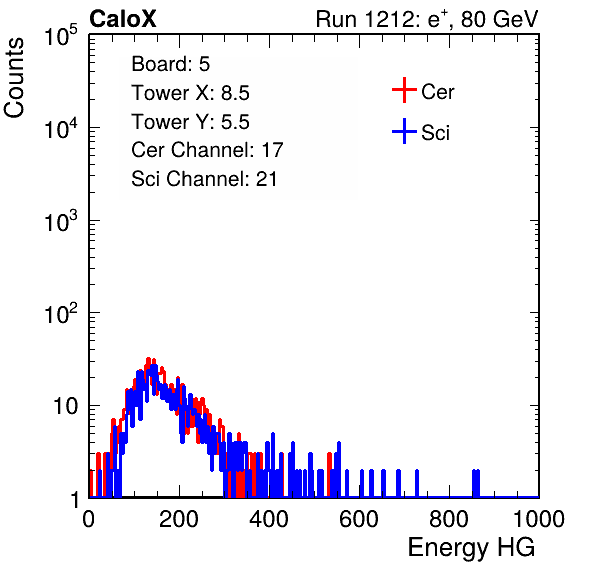 CaloX Run 1212: e⁺, 80 GeV
Counts
Board: 5
Tower X: 8.5
Tower Y: 5.5
Cer Channel: 17
Sci Channel: 21
Cer
Sci
10⁵
10⁴
10³
10²
10
1
0 200 400 600 800 1000
Energy HG